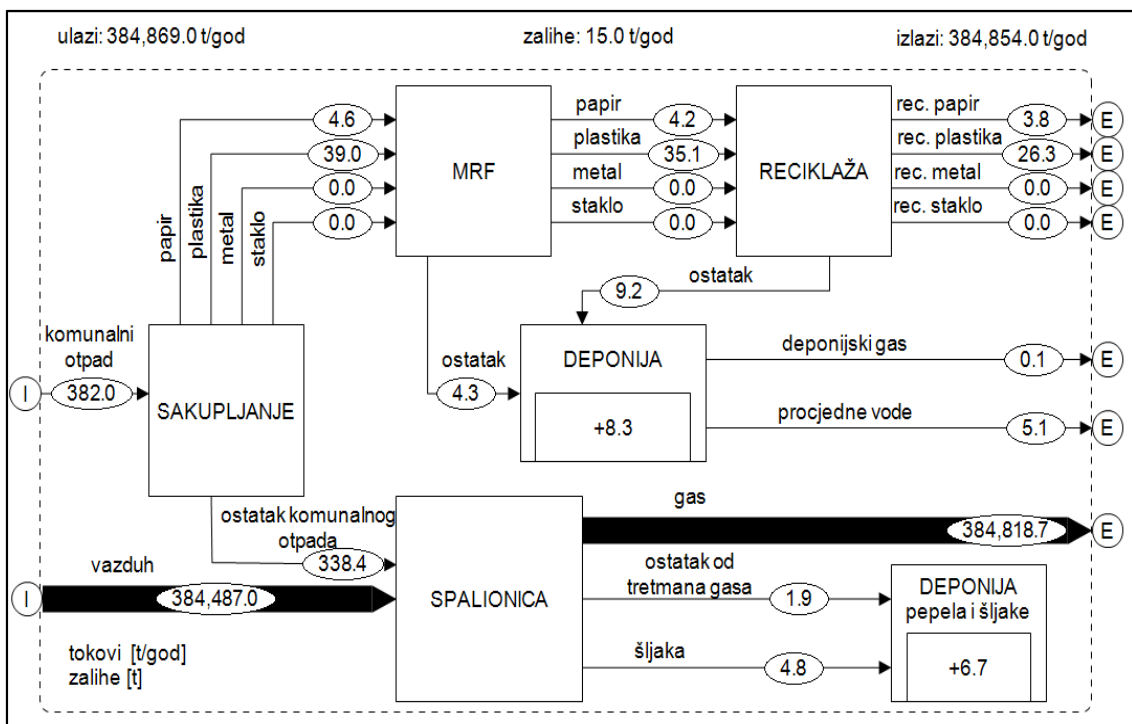 ulazi: 384,869.0 t/god
zalihe: 15.0 t/god
izlazi: 384,854.0 t/god
papir
plastika
metal
staklo
4.6
39.0
0.0
0.0
MRF
papir
4.2
plastika
35.1
metal
0.0
staklo
0.0
RECIKLAŽA
rec. papir
3.8
rec. plastika
26.3
rec. metal
0.0
rec. staklo
0.0
E
E
E
E
ostatak
9.2
ostatak
4.3
DEPONIJA
+8.3
deponijski gas
0.1
E
procjedne vode
5.1
E
komunalni
otpad
I
382.0
SAKUPLJANJE
ostatak komunalnog
otpada
338.4
vazduh
I
384,487.0
SPALIONICA
gas
384,818.7
E
ostatak od
tretmana gasa
1.9
šljaka
4.8
DEPONIJA
pepela i šljake
+6.7
tokovi [t/god]
zalihe [t]